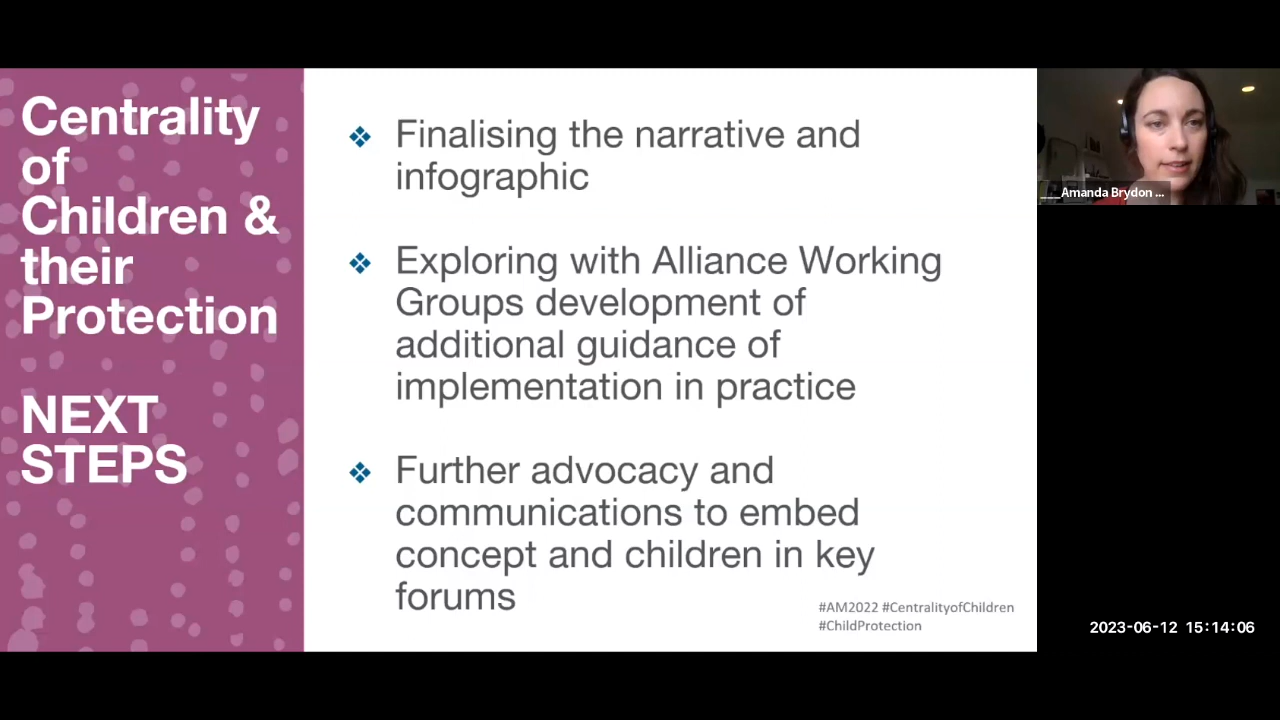 Centrality
of
Children &
their
Protection
NEXT
STEPS
❖ Finalising the narrative and
infographic
❖ Exploring with Alliance Working
Groups development of
additional guidance of
implementation in practice
❖ Further advocacy and
communications to embed
concept and children in key
forums
#AM2022 #CentralityofChildren
#ChildProtection
___Amanda Brydon ...
2023-06-12 15:14:06